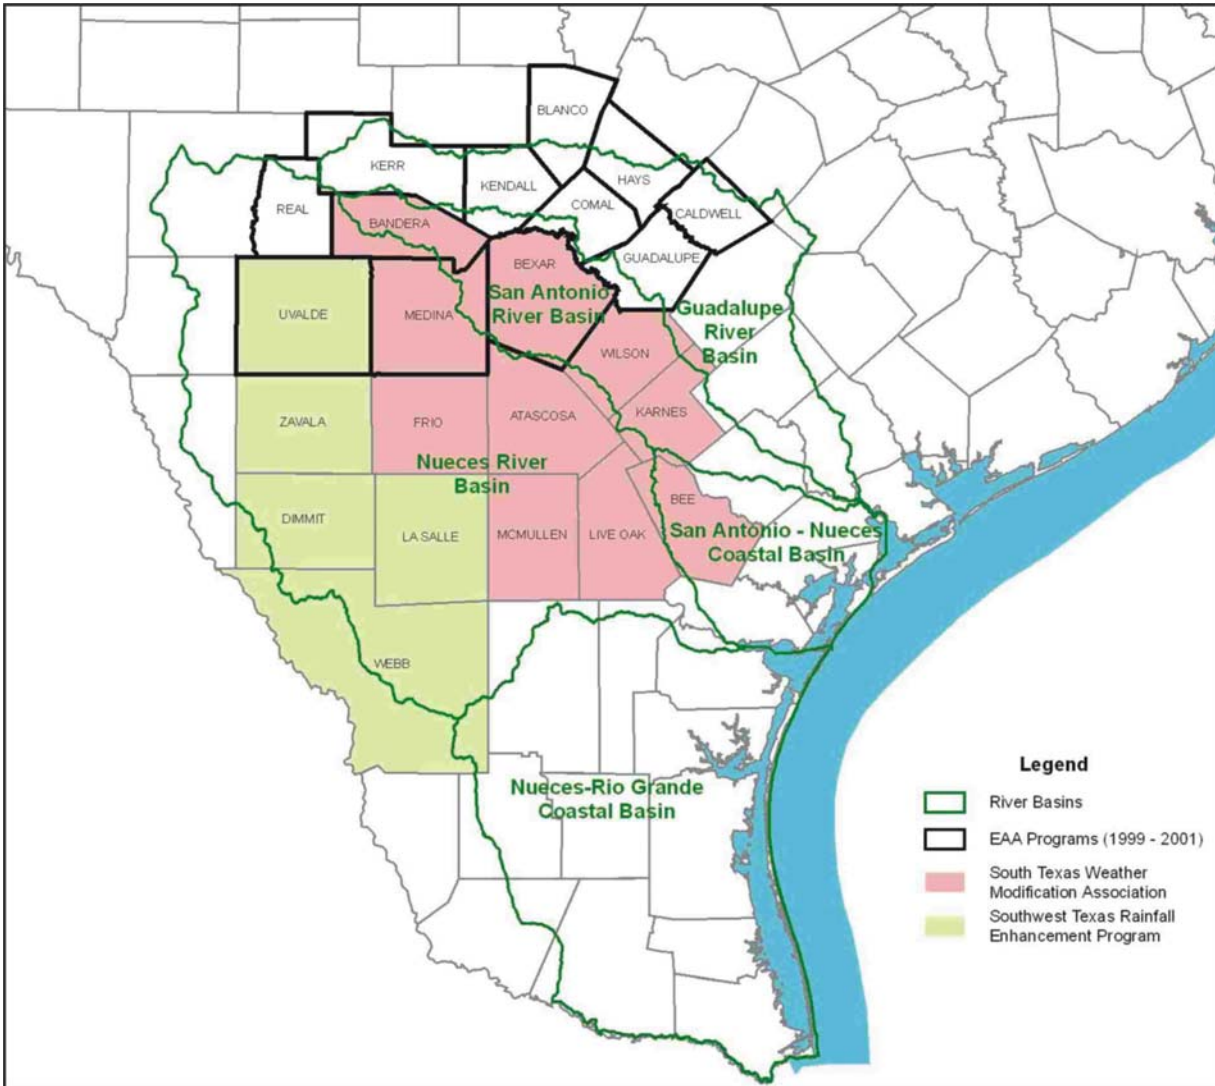 BLANCO
KERR
KENDALL
HAYS
REAL
COMAL
CALDWELL
BANDERA
GUADALUPE
BEXAR
San Antonio
River Basin
UVALDE
MEDINA
Guadalupe
River
Basin
WILSON
ZAVALA
FRIO
ATASCOSA
KARNES
Nueces River
Basin
BEE
DIMMIT
LA SALLE
MCMULLEN
LIVE OAK
San Antonio - Nueces
Coastal Basin
WEBB
Nueces-Rio Grande
Coastal Basin
Legend
River Basins
EAA Programs (1999 - 2001)
South Texas Weather
Modification Association
Southwest Texas Rainfall
Enhancement Program